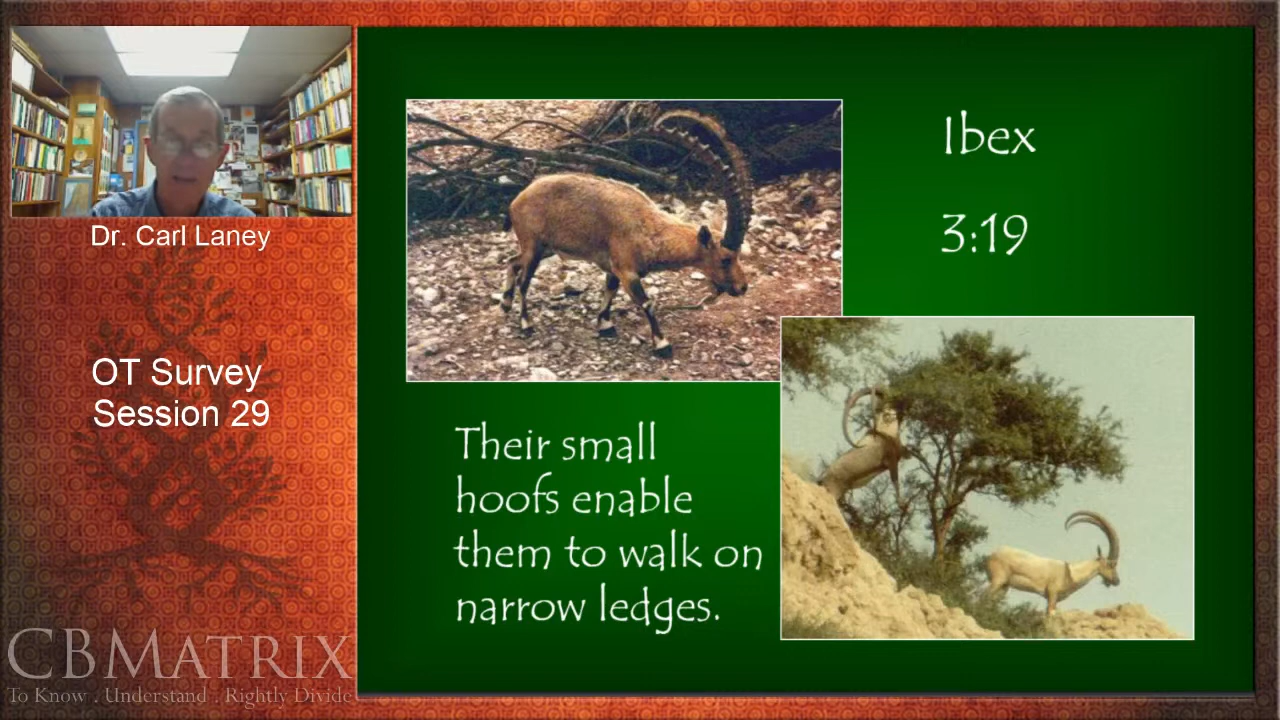 Dr. Carl Laney
OT Survey
Session 29
CBMATRIX
To Know . Understand . Rightly Divide
Ibex
3:19
Their small
hoofs enable
them to walk on
narrow ledges.